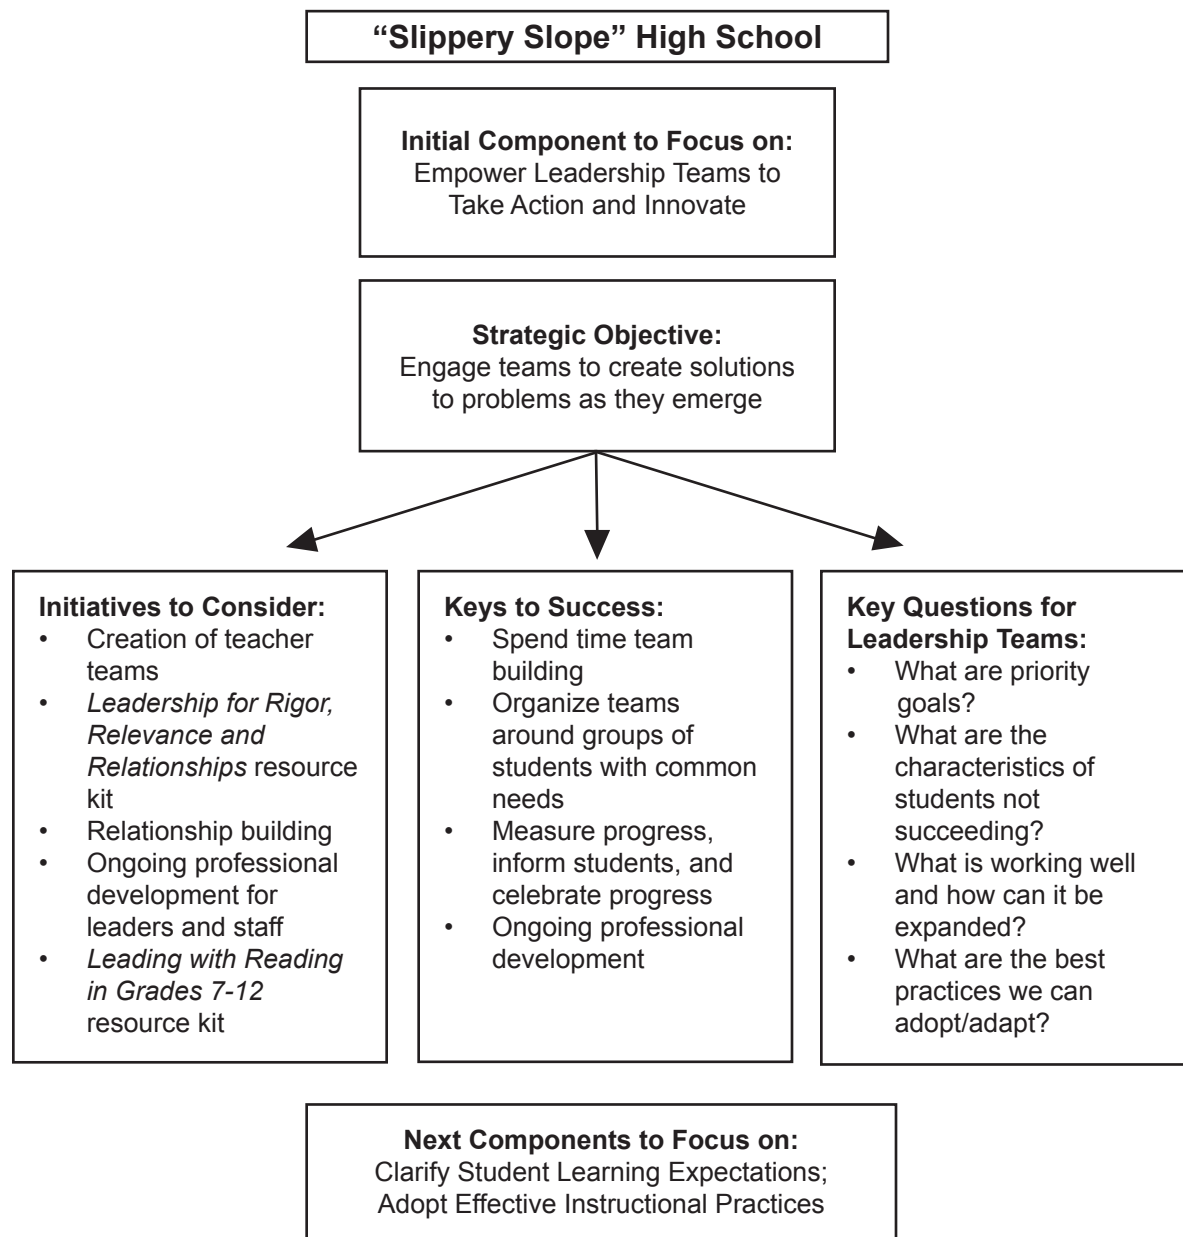 “Slippery Slope” High School
Initial Component to Focus on:
Empower Leadership Teams to
Take Action and Innovate
Strategic Objective:
Engage teams to create solutions
to problems as they emerge
Initiatives to Consider:
• Creation of teacher
teams
• Leadership for Rigor,
Relevance and
Relationships resource
kit
• Relationship building
• Ongoing professional
development for
leaders and staff
• Leading with Reading
in Grades 7-12
resource kit
Keys to Success:
• Spend time team
building
• Organize teams
around groups of
students with common
needs
• Measure progress,
inform students, and
celebrate progress
• Ongoing professional
development
Key Questions for
Leadership Teams:
• What are priority
goals?
• What are the
characteristics of
students not
succeeding?
• What is working well
and how can it be
expanded?
• What are the best
practices we can
adopt/adapt?
Next Components to Focus on:
Clarify Student Learning Expectations;
Adopt Effective Instructional Practices